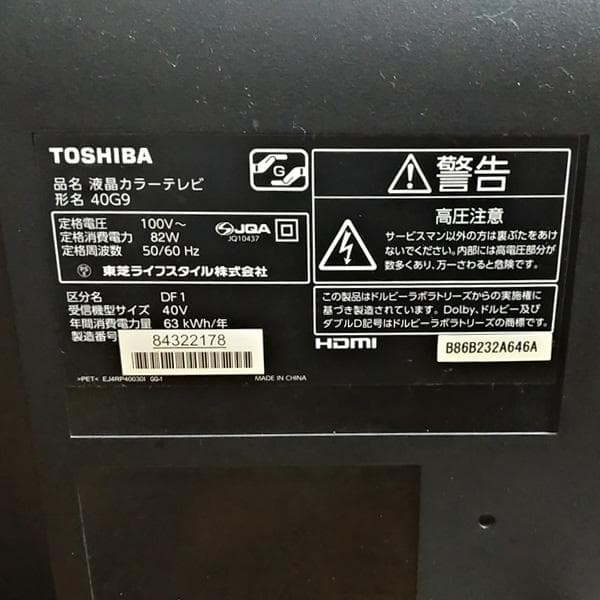 TOSHIBA
品名 液晶カラーテレビ
形名 40G9
定格電圧 100V~
定格消費電力 82W
定格周波数 50/60 Hz
東芝ライフスタイル株式会社
JQA
JQ10437
G
区分名 DF1
受信機型サイズ 40V
年間消費電力量 63 kWh/年
製造番号
84322178
>PET< EJ4RP40030I GG-1
MADE IN CHINA
警告
高圧注意
サービスマン以外の方は裏ぶたをあけ
ないでください。内部には高電圧部分が
数多くあり、万一さわると危険です。
この製品はドルビーラボラトリーズからの実施権に
基づき製造されています。Dolby、ドルビー及び
ダブルD記号はドルビーラボラトリーズの商標です。
HDMI
B86B232A646A